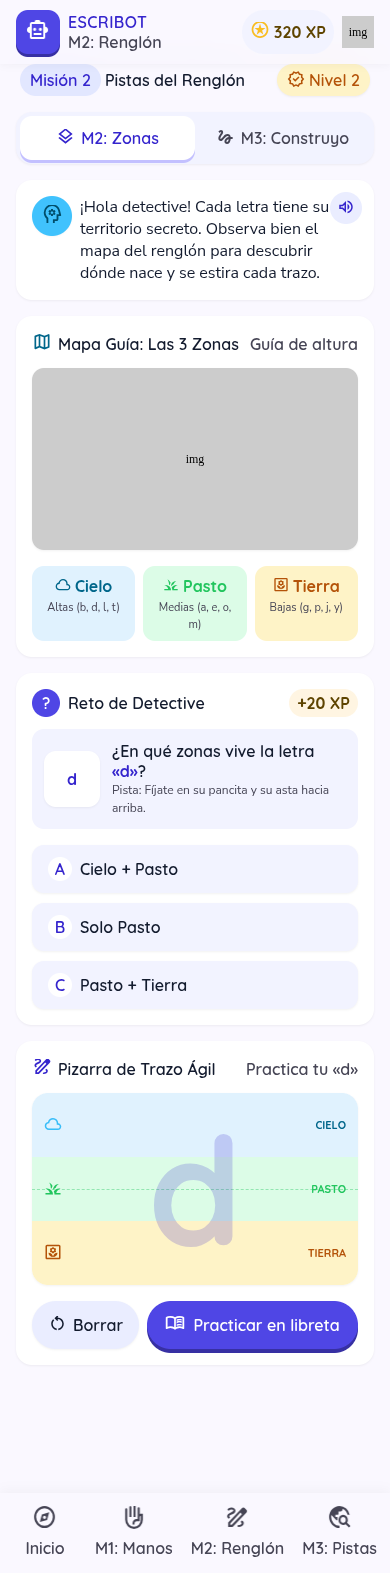 ESCRIBOT
M2: Renglón
320 XP
img
Misión 2 Pistas del Renglón
Nivel 2
M2: Zonas
M3: Construyo
¡Hola detective! Cada letra tiene su
territorio secreto. Observa bien el
mapa del renglón para descubrir
dónde nace y se estira cada trazo.
Mapa Guía: Las 3 Zonas
Guía de altura
img
Cielo
Altas (b, d, l, t)
Pasto
Medias (a, e, o,
m)
Tierra
Bajas (g, p, j, y)
? Reto de Detective
+20 XP
d
¿En qué zonas vive la letra
«d»?
Pista: Fíjate en su pancita y su asta hacia
arriba.
A Cielo + Pasto
B Solo Pasto
C Pasto + Tierra
Pizarra de Trazo Ágil
Practica tu «d»
CIELO
d
PASTO
TIERRA
Borrar
Practicar en libreta
Inicio
M1: Manos
M2: Renglón
M3: Pistas